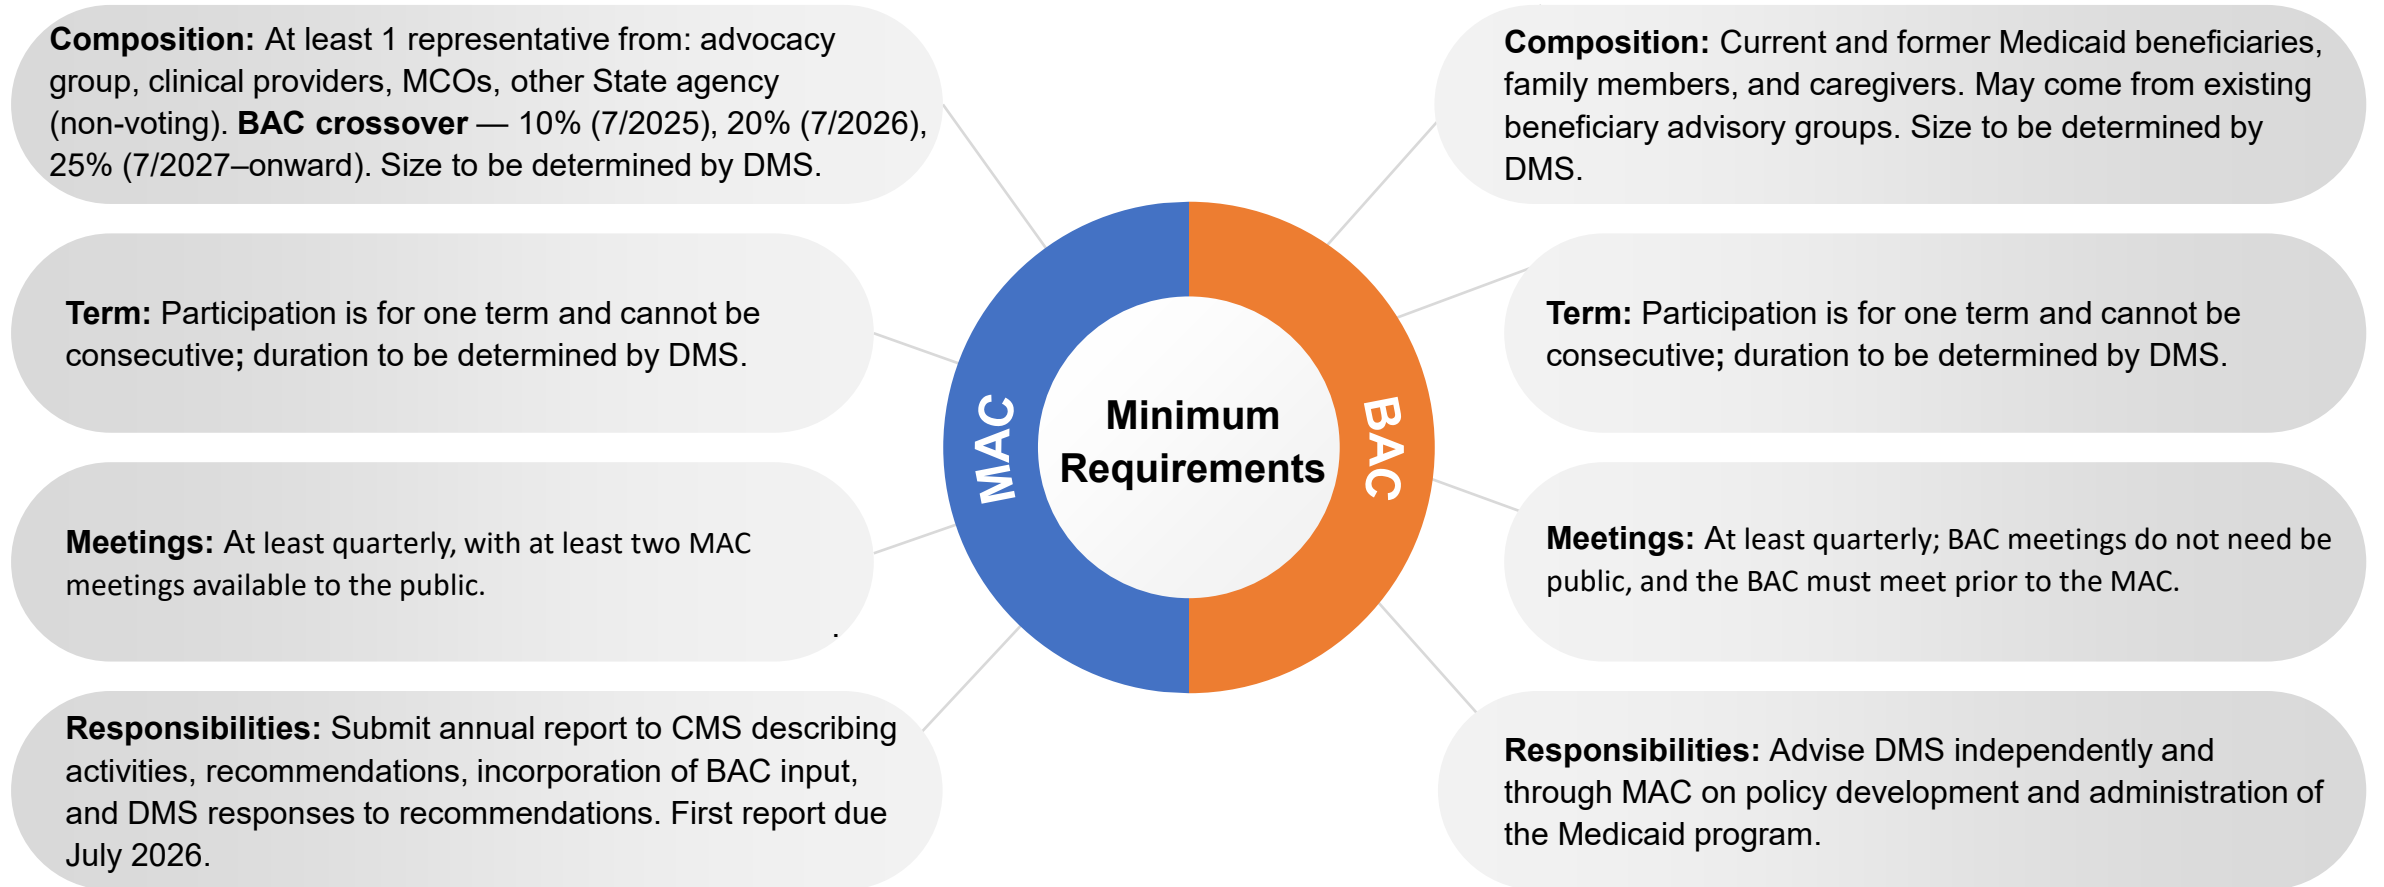 Composition: At least 1 representative from: advocacy
group, clinical providers, MCOs, other State agency
(non-voting). BAC crossover — 10% (7/2025), 20% (7/2026),
25% (7/2027–onward). Size to be determined by DMS.
Term: Participation is for one term and cannot be
consecutive; duration to be determined by DMS.
Meetings: At least quarterly, with at least two MAC
meetings available to the public.
.
Responsibilities: Submit annual report to CMS describing
activities, recommendations, incorporation of BAC input,
and DMS responses to recommendations. First report due
July 2026.
MAC
Minimum
Requirements
BAC
Composition: Current and former Medicaid beneficiaries,
family members, and caregivers. May come from existing
beneficiary advisory groups. Size to be determined by
DMS.
Term: Participation is for one term and cannot be
consecutive; duration to be determined by DMS.
Meetings: At least quarterly; BAC meetings do not need be
public, and the BAC must meet prior to the MAC.
Responsibilities: Advise DMS independently and
through MAC on policy development and administration of
the Medicaid program.